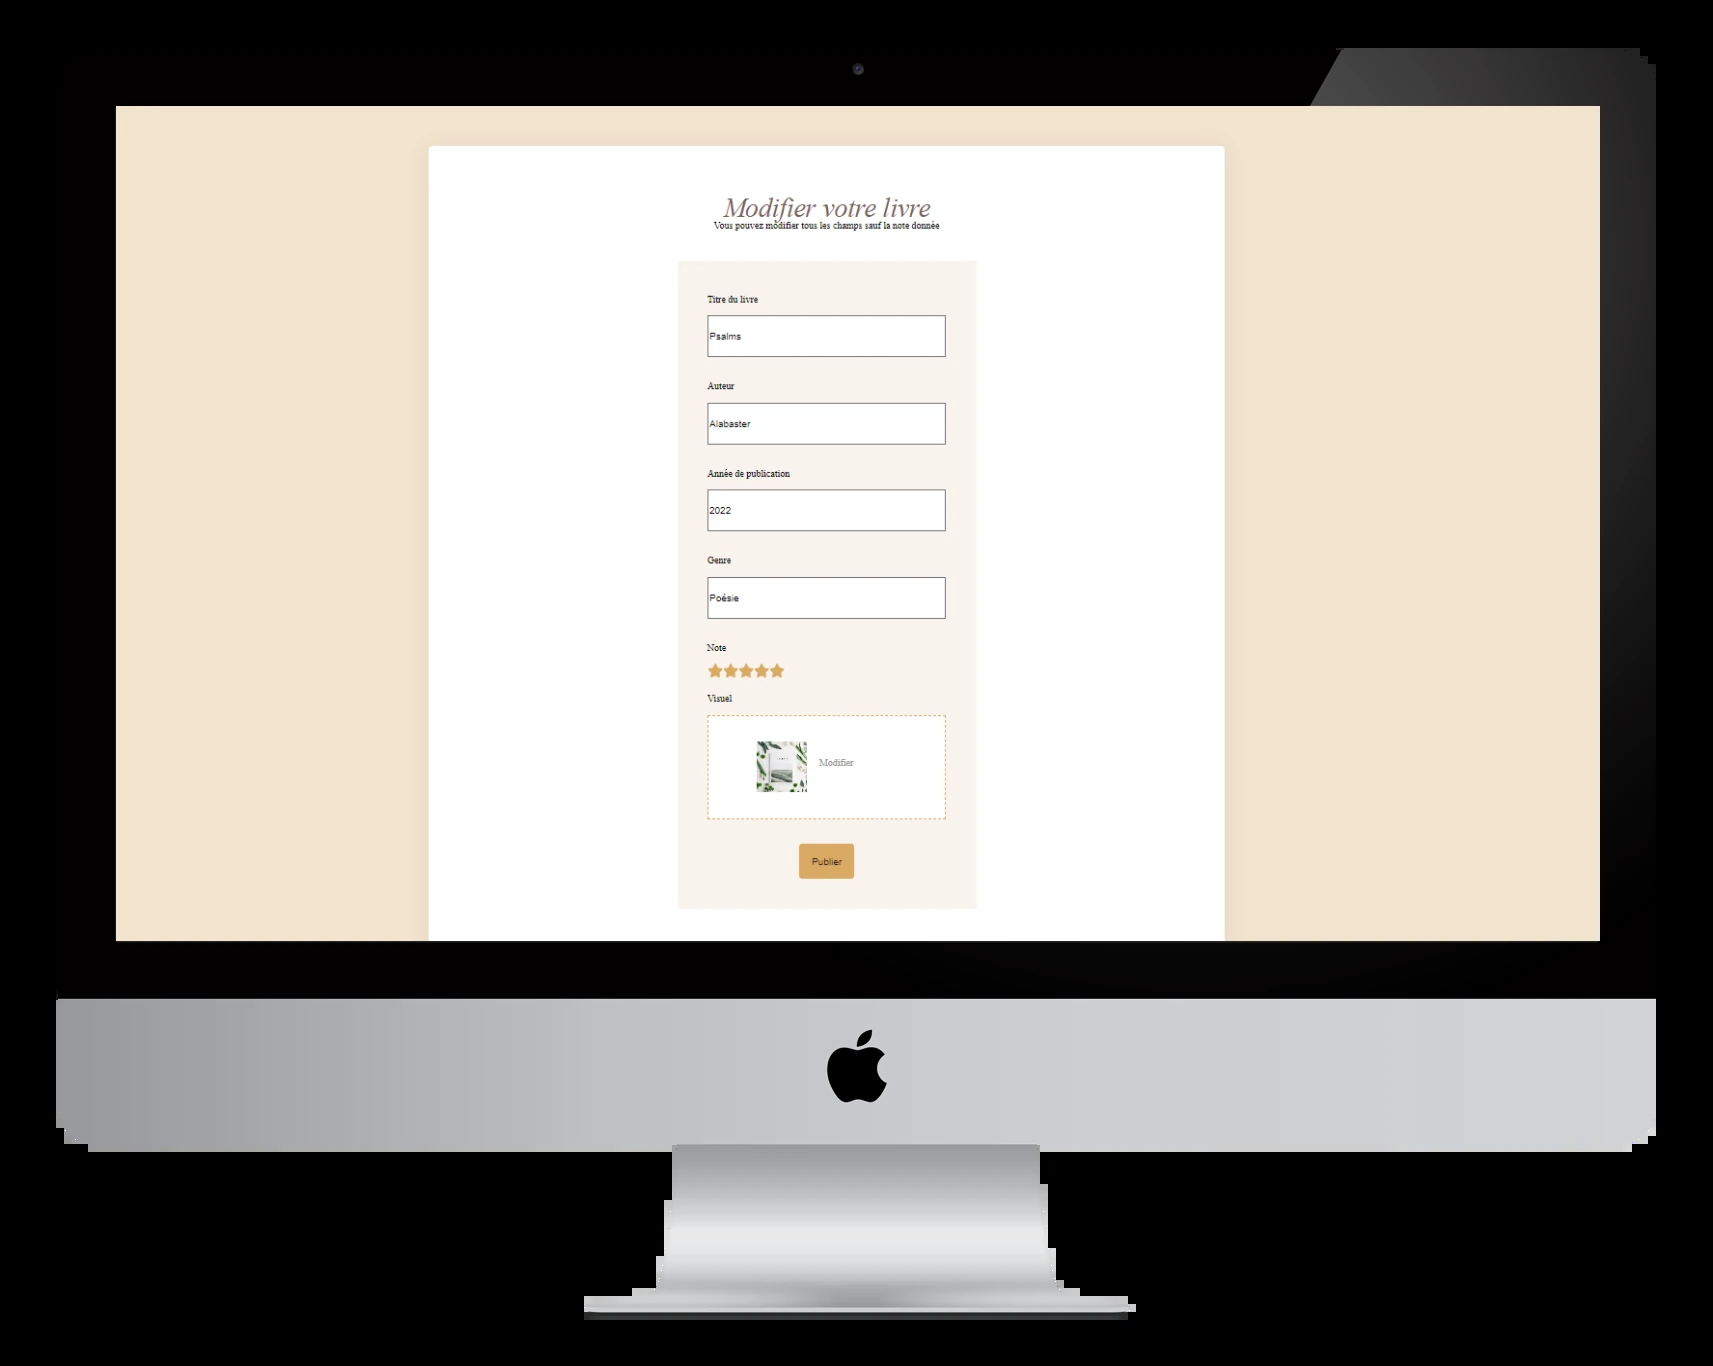 Modifier votre livre
Vous pouvez modifier tous les champs sauf la note donnée
Titre du livre
Psalms
Auteur
Alabaster
Année de publication
2022
Genre
Poésie
Note
Visuel
Modifier
Publier